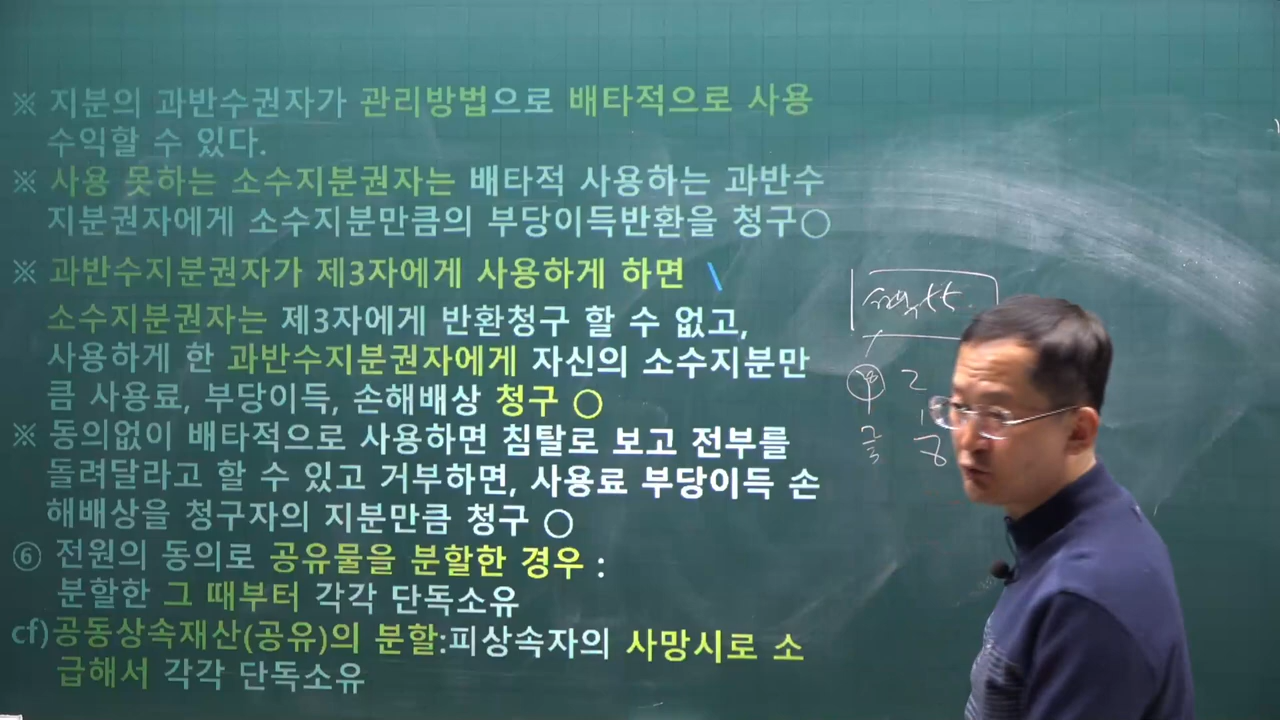 ※ 지분의 과반수권자가 관리방법으로 배타적으로 사용
수익할 수 있다.
※ 사용 못하는 소수지분권자는 배타적 사용하는 과반수
지분권자에게 소수지분만큼의 부당이득반환을 청구○
※ 과반수지분권자가 제3자에게 사용하게 하면 \
소수지분권자는 제3자에게 반환청구 할 수 없고,
사용하게 한 과반수지분권자에게 자신의 소수지분만
큼 사용료, 부당이득, 손해배상 청구 ○
※ 동의없이 배타적으로 사용하면 침탈로 보고 전부를
돌려달라고 할 수 있고 거부하면, 사용료 부당이득 손
해배상을 청구자의 지분만큼 청구 ○
⑥ 전원의 동의로 공유물을 분할한 경우 :
분할한 그 때부터 각각 단독소유
cf)공동상속재산(공유)의 분할:피상속자의 사망시로 소
급해서 각각 단독소유